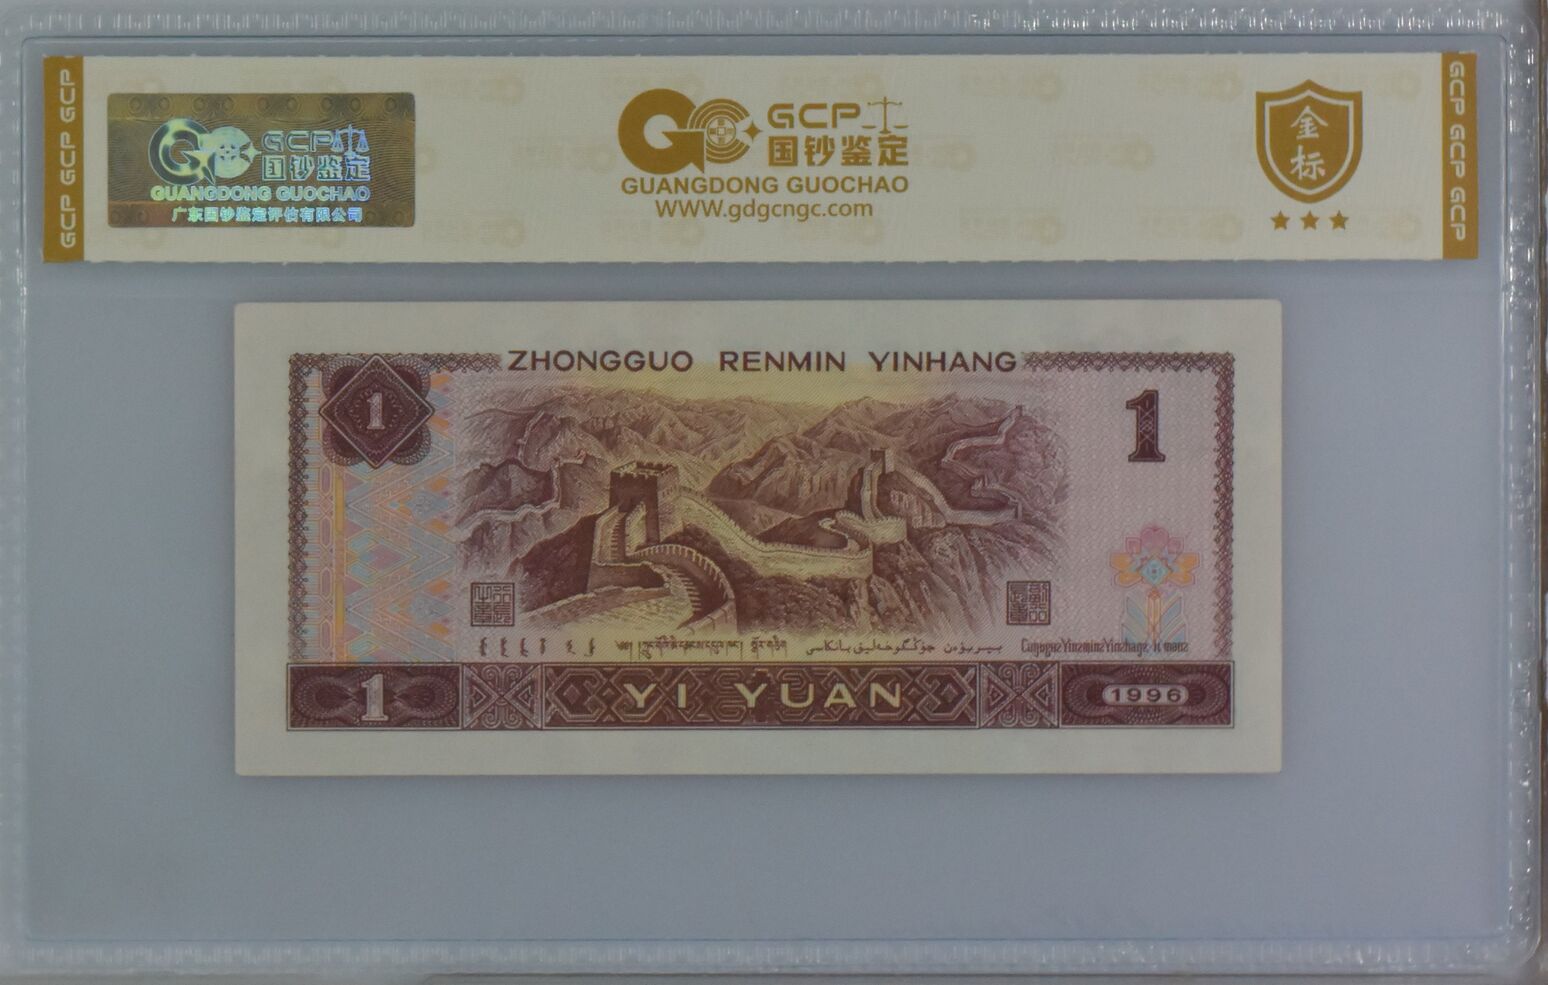 GCP GCP GCP
GCP
国钞鉴定
GUANGDONG GUOCHAO
广东国钞鉴定评估有限公司
GCP
国钞鉴定
GUANGDONG GUOCHAO
WWW.gdgcngc.com
金
标
GCP GCP GCP
ZHONGGUO RENMIN YINHANG
1
1
1
YI YUAN
1996